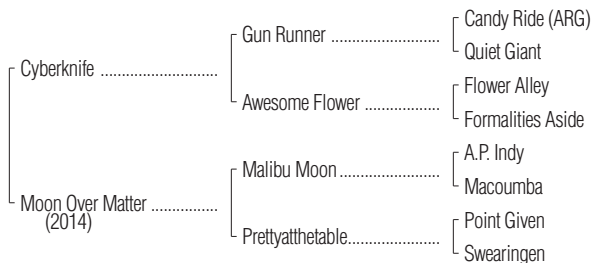 Candy Ride (ARG)
Gun Runner ..........................
Quiet Giant
Cyberknife ............................
Flower Alley
Awesome Flower ..................
Formalities Aside
A.P. Indy
Malibu Moon ........................
Macoumba
Moon Over Matter ................
(2014)
Point Given
Prettyatthetable......................
Swearingen